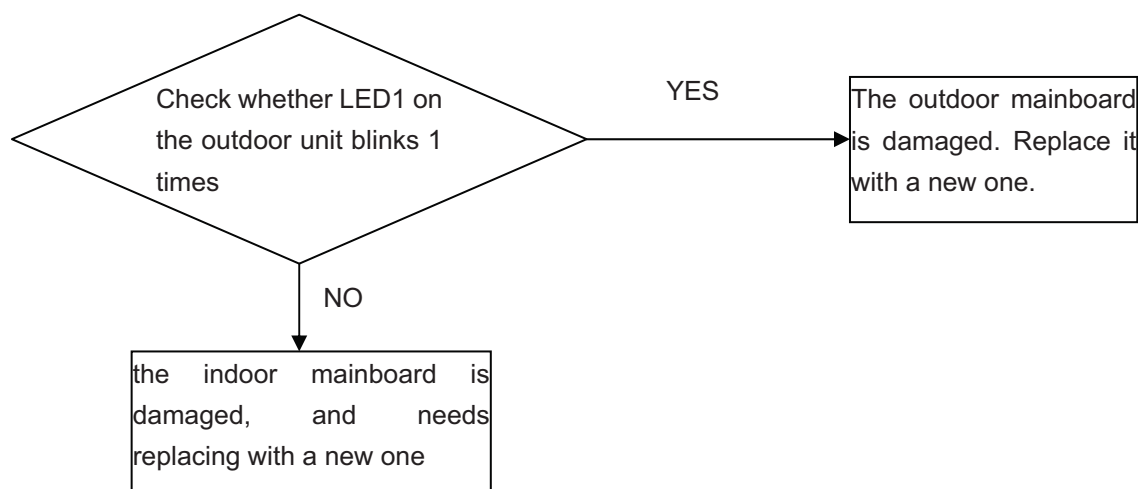 Check whether LED1 on
the outdoor unit blinks 1
times
YES
The outdoor mainboard
is damaged. Replace it
with a new one.
NO
the indoor mainboard is
damaged, and needs
replacing with a new one